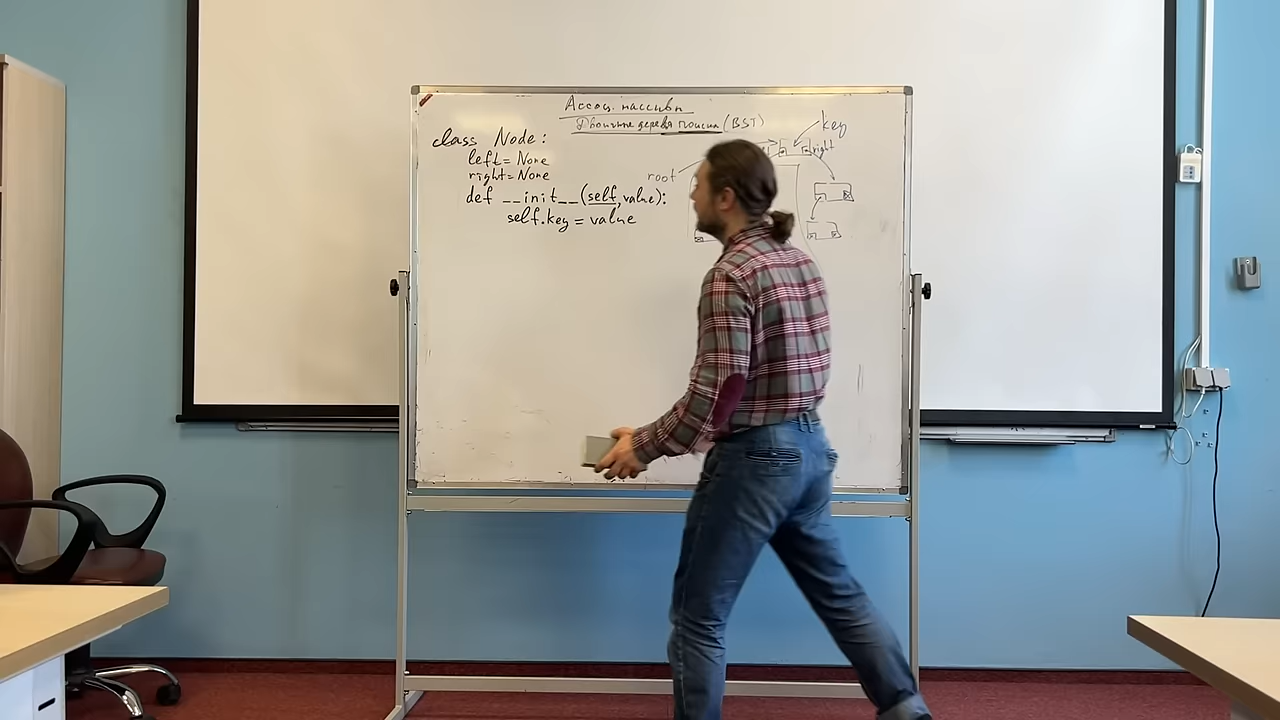 Ассоц. массивы
Двоичные деревья поиска (BST)
class Node:
left = None
right = None
def __init__(self, value):
self.key = value
key
right
root